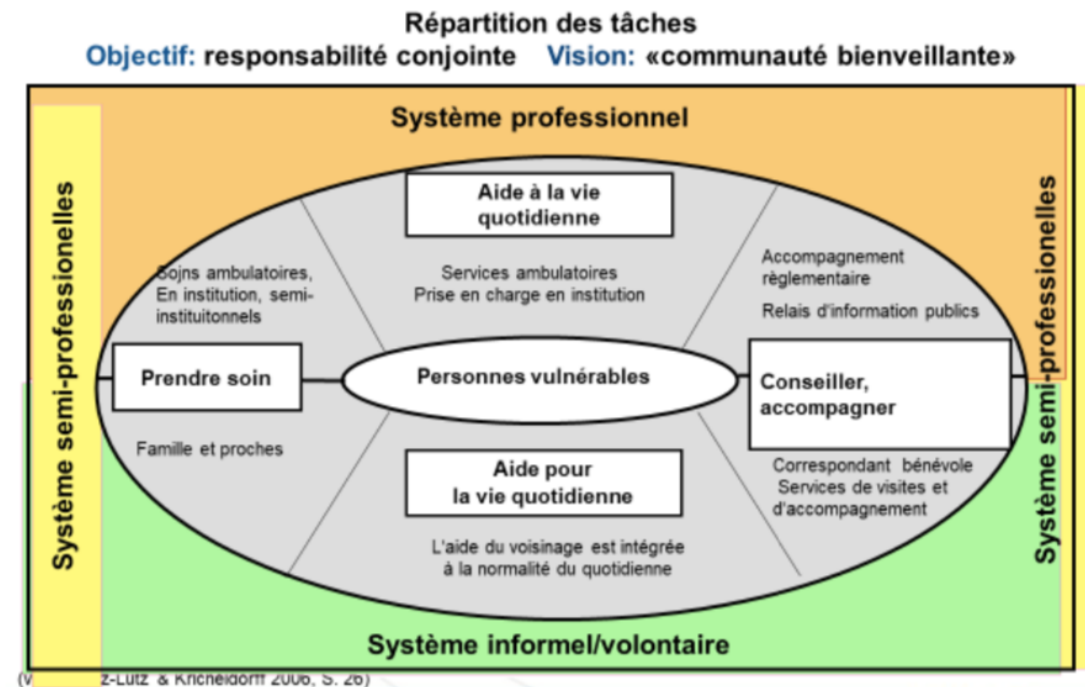 Répartition des tâches
Objectif: responsabilité conjointe Vision: «communauté bienveillante»
Système professionnel
Système semi-professionelles
Aide à la vie
quotidienne
Sojns ambulatoires,
En institution, semi-
instituitonnels
Services ambulatoires
Prise en charge en institution
Accompagnement
règlementaire
Relais d'information publics
Prendre soin
Personnes vulnérables
Conseiller,
accompagner
Famille et proches
Aide pour
la vie quotidienne
Correspondant bénévole
Services de visites et
d'accompagnement
L'aide du voisinage est intégrée
à la normalité du quotidienne
Système semi-professionelles
Système informel/volontaire
z-Lutz & Kricheldorff 2006, S. 26)